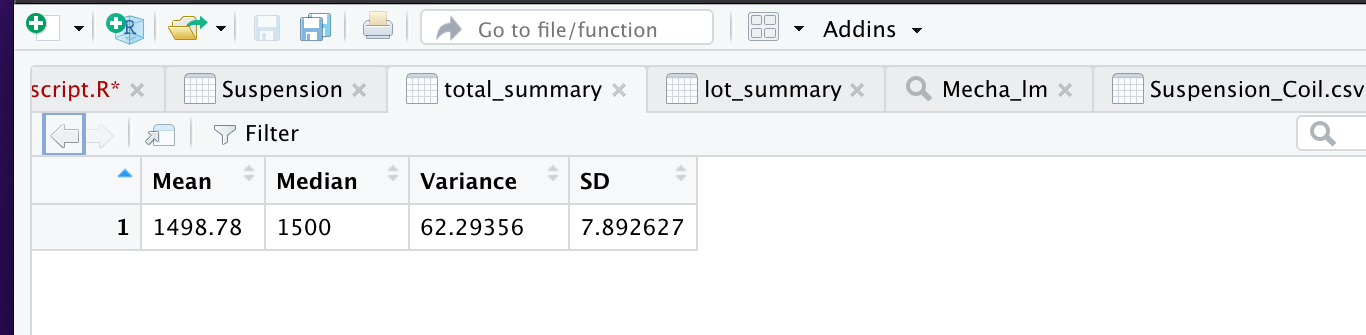 Go to file/function Addins
script.R* Suspension total_summary lot_summary Mecha_lm Suspension_Coil.csv
Filter
Mean Median Variance SD
1 1498.78 1500 62.29356 7.892627